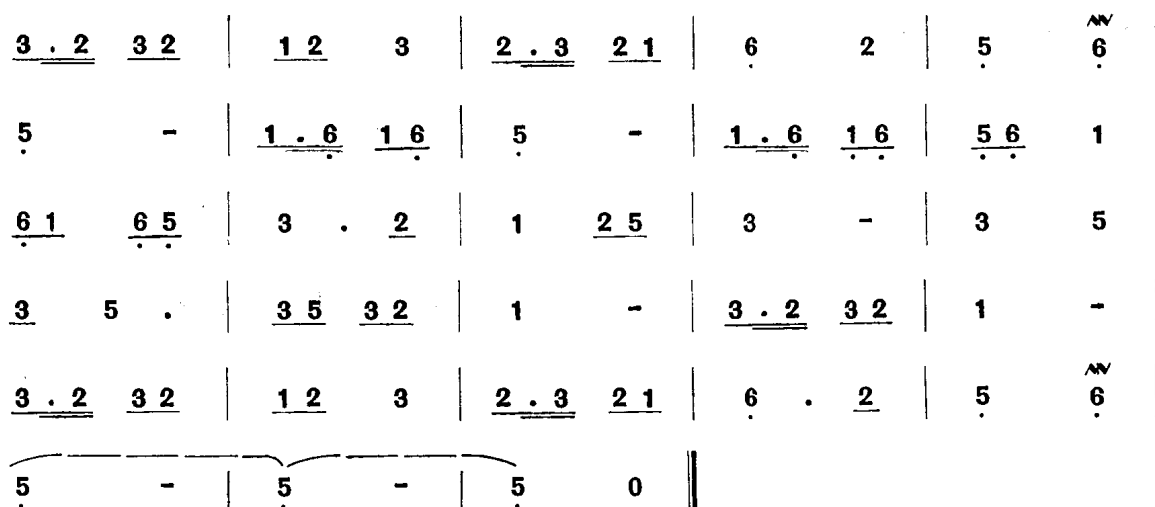 3 . 2 3 2 | 1 2 3 | 2 . 3 2 1 | 6̣ 2 | 5̣ 6̣
5̣ - | 1 . 6̣ 1 6̣ | 5̣ - | 1 . 6̣ 1̣ 6̣ | 5̣ 6̣ 1
6̣ 1 6̣ 5̣ | 3 . 2 | 1 2 5 | 3 - | 3 5
3 5 . | 3 5 3 2 | 1 - | 3 . 2 3 2 | 1 -
3 . 2 3 2 | 1 2 3 | 2 . 3 2 1 | 6̣ . 2 | 5̣ 6̣
5̣ - | 5̣ - | 5̣ 0 ‖